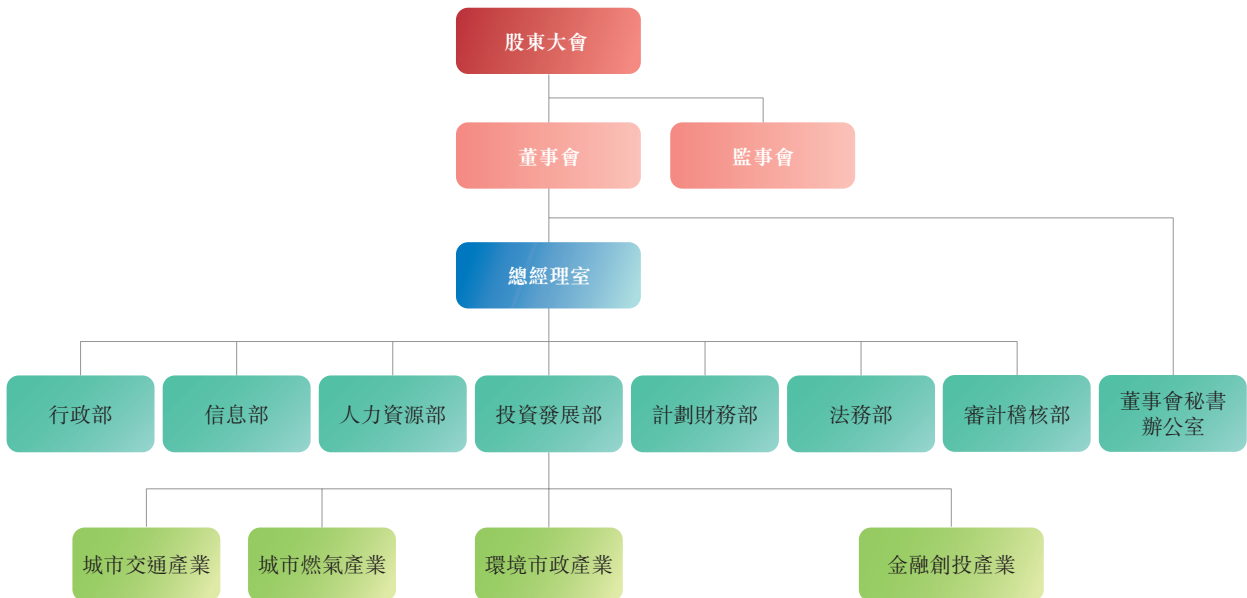 股東大會
董事會
監事會
總經理室
行政部
信息部
人力資源部
投資發展部
計劃財務部
法務部
審計稽核部
董事會秘書
辦公室
城市交通產業
城市燃氣產業
環境市政產業
金融創投產業